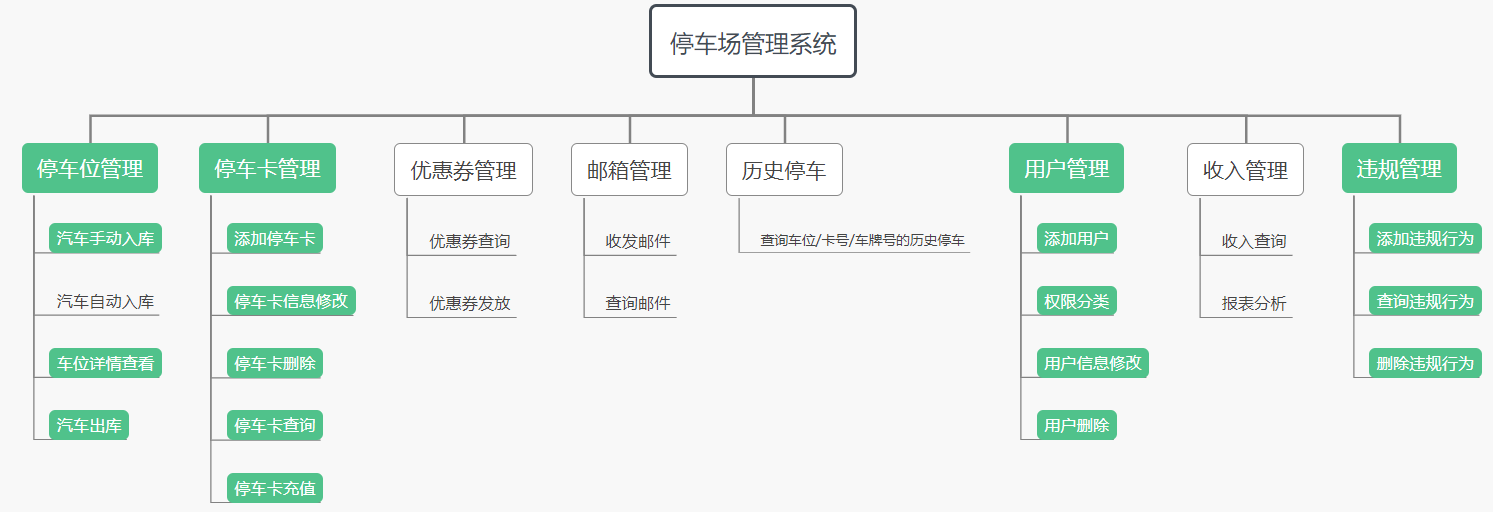 停车场管理系统
停车位管理
停车卡管理
优惠券管理
邮箱管理
历史停车
用户管理
收入管理
违规管理
汽车手动入库
汽车自动入库
车位详情查看
汽车出库
添加停车卡
停车卡信息修改
停车卡删除
停车卡查询
停车卡充值
优惠券查询
优惠券发放
收发邮件
查询邮件
查询车位/卡号/车牌号的历史停车
添加用户
权限分类
用户信息修改
用户删除
收入查询
报表分析
添加违规行为
查询违规行为
删除违规行为